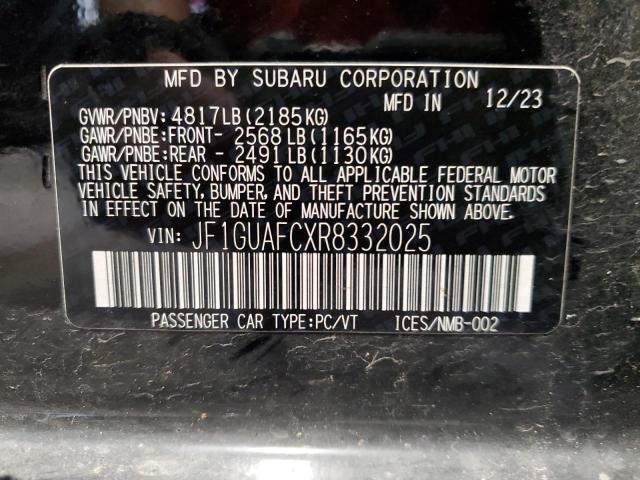 MFD BY SUBARU CORPORATION
GVWR/PNBV: 4817LB (2185KG) MFD IN 12/23
GAWR/PNBE:FRONT- 2568LB (1165KG)
GAWR/PNBE:REAR - 2491LB (1130KG)
THIS VEHICLE CONFORMS TO ALL APPLICABLE FEDERAL MOTOR
VEHICLE SAFETY, BUMPER, AND THEFT PREVENTION STANDARDS
IN EFFECT ON THE DATE OF MANUFACTURE SHOWN ABOVE.
VIN: JF1GUAFCXR8332025
PASSENGER CAR TYPE:PC/VT ICES/NMB-002